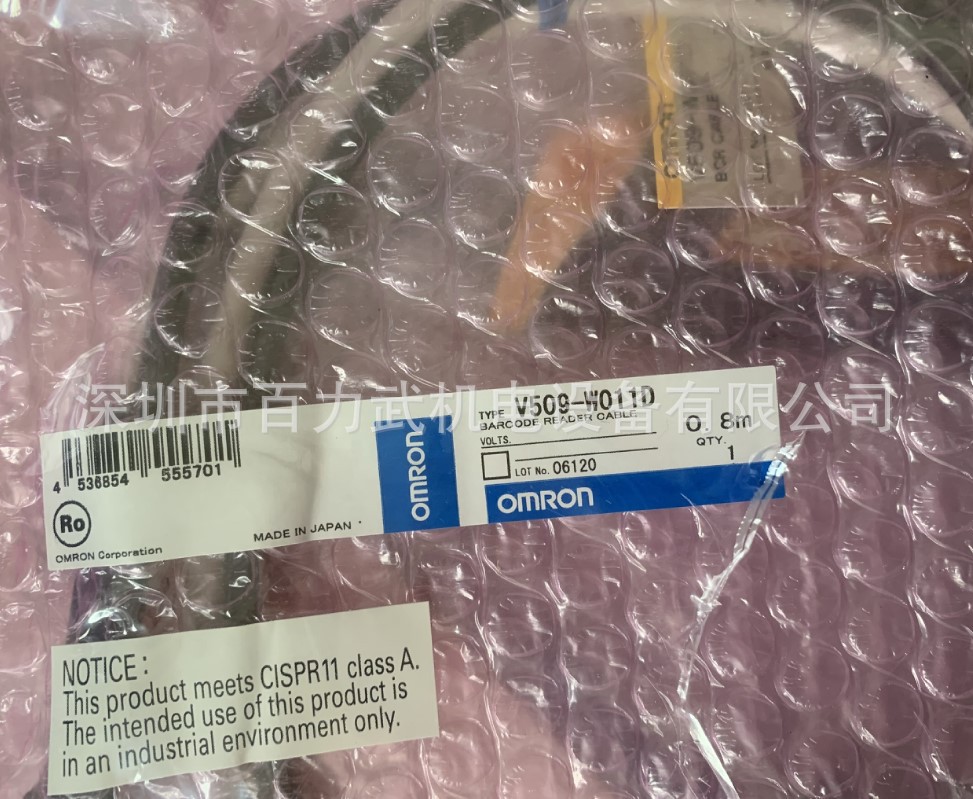 深圳市百力武机电设备有限公司
TYPE V509-W011D 0.8m
BARCODE READER CABLE
VOLTS. QTY.
LOT No. 06120 1
OMRON
OMRON
4 536854 555701
Ro
MADE IN JAPAN
OMRON Corporation
NOTICE:
This product meets CISPR11 class A.
The intended use of this product is
in an industrial environment only.